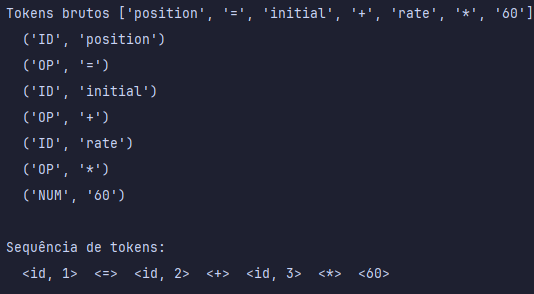 Tokens brutos ['position', '=', 'initial', '+', 'rate', '*', '60']
('ID', 'position')
('OP', '=')
('ID', 'initial')
('OP', '+')
('ID', 'rate')
('OP', '*')
('NUM', '60')
Sequência de tokens:
<id, 1> <=> <id, 2> <+> <id, 3> <*> <60>